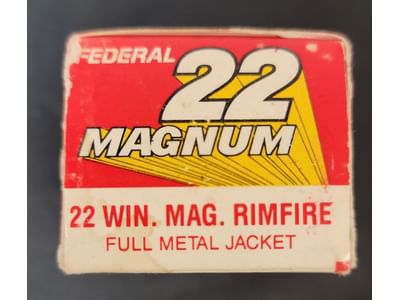 FEDERAL
22
MAGNUM
22 WIN. MAG. RIMFIRE
FULL METAL JACKET